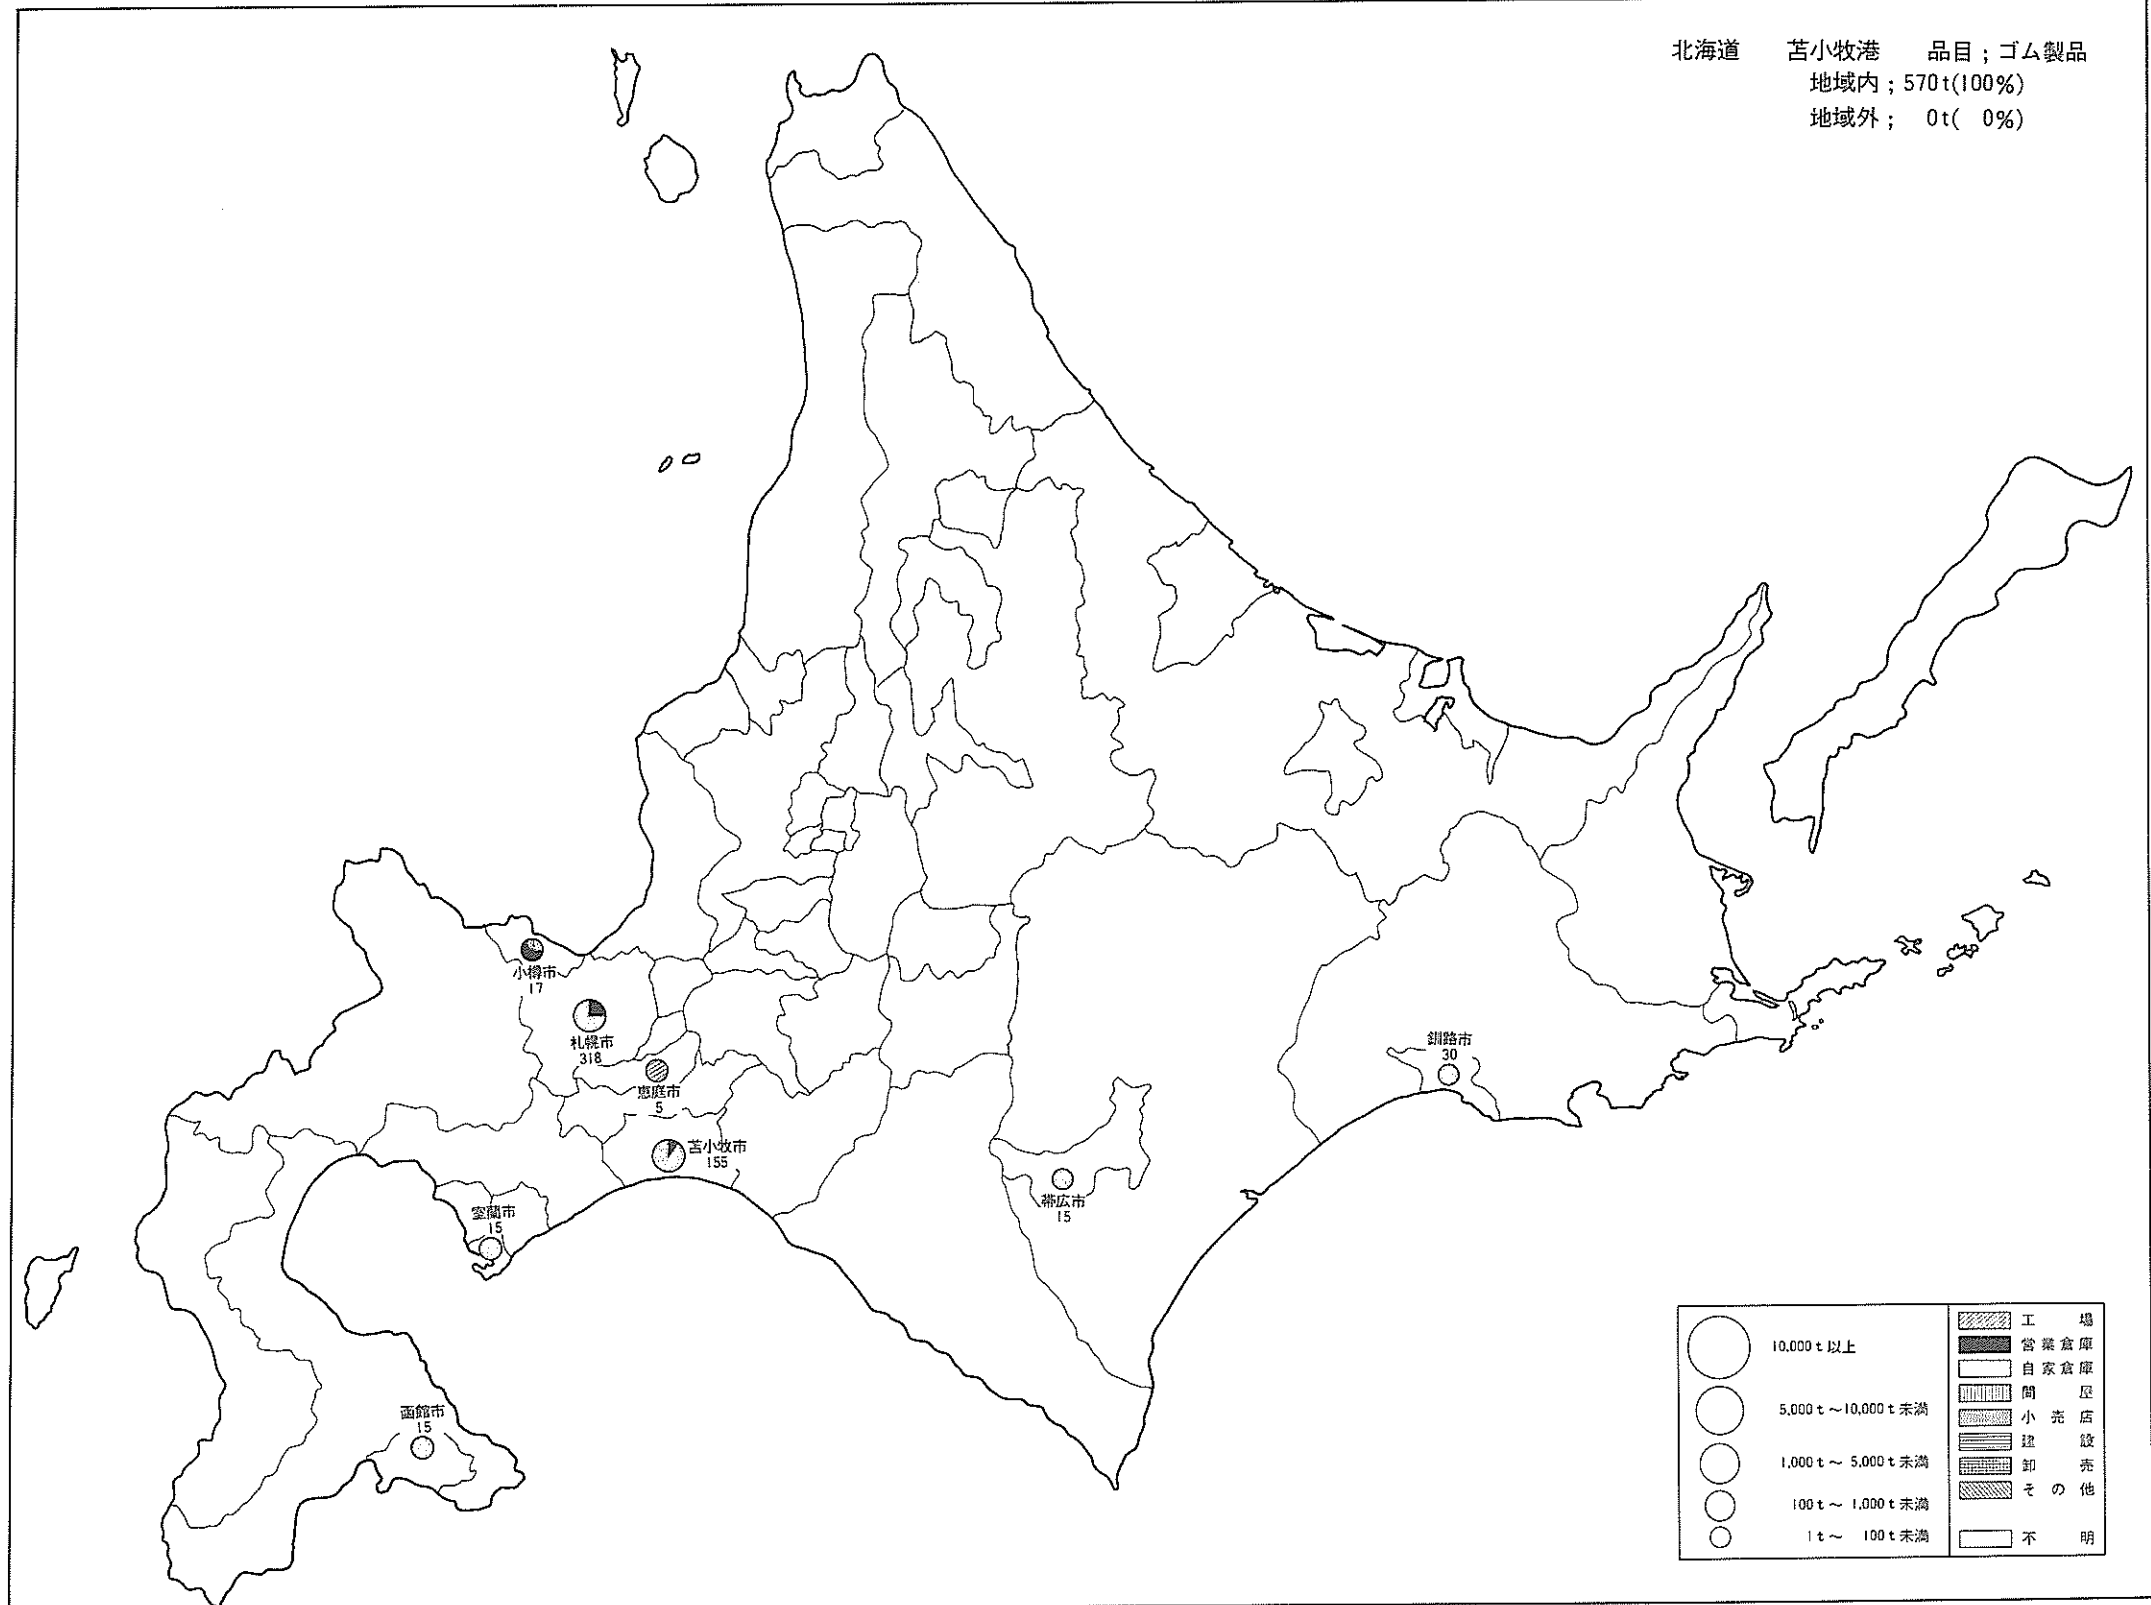 北海道 苫小牧港 品目；ゴム製品
地域内；570t(100%)
地域外； 0t( 0%)
小樽市
17
札幌市
318
恵庭市
5
苫小牧市
155
室蘭市
15
函館市
15
帯広市
15
釧路市
30
10,000t以上
5,000t～10,000t未満
1,000t～5,000t未満
100t～1,000t未満
1t～ 100t未満
工場
営業倉庫
自家倉庫
問屋
小売店
建設
卸売
その他
不明